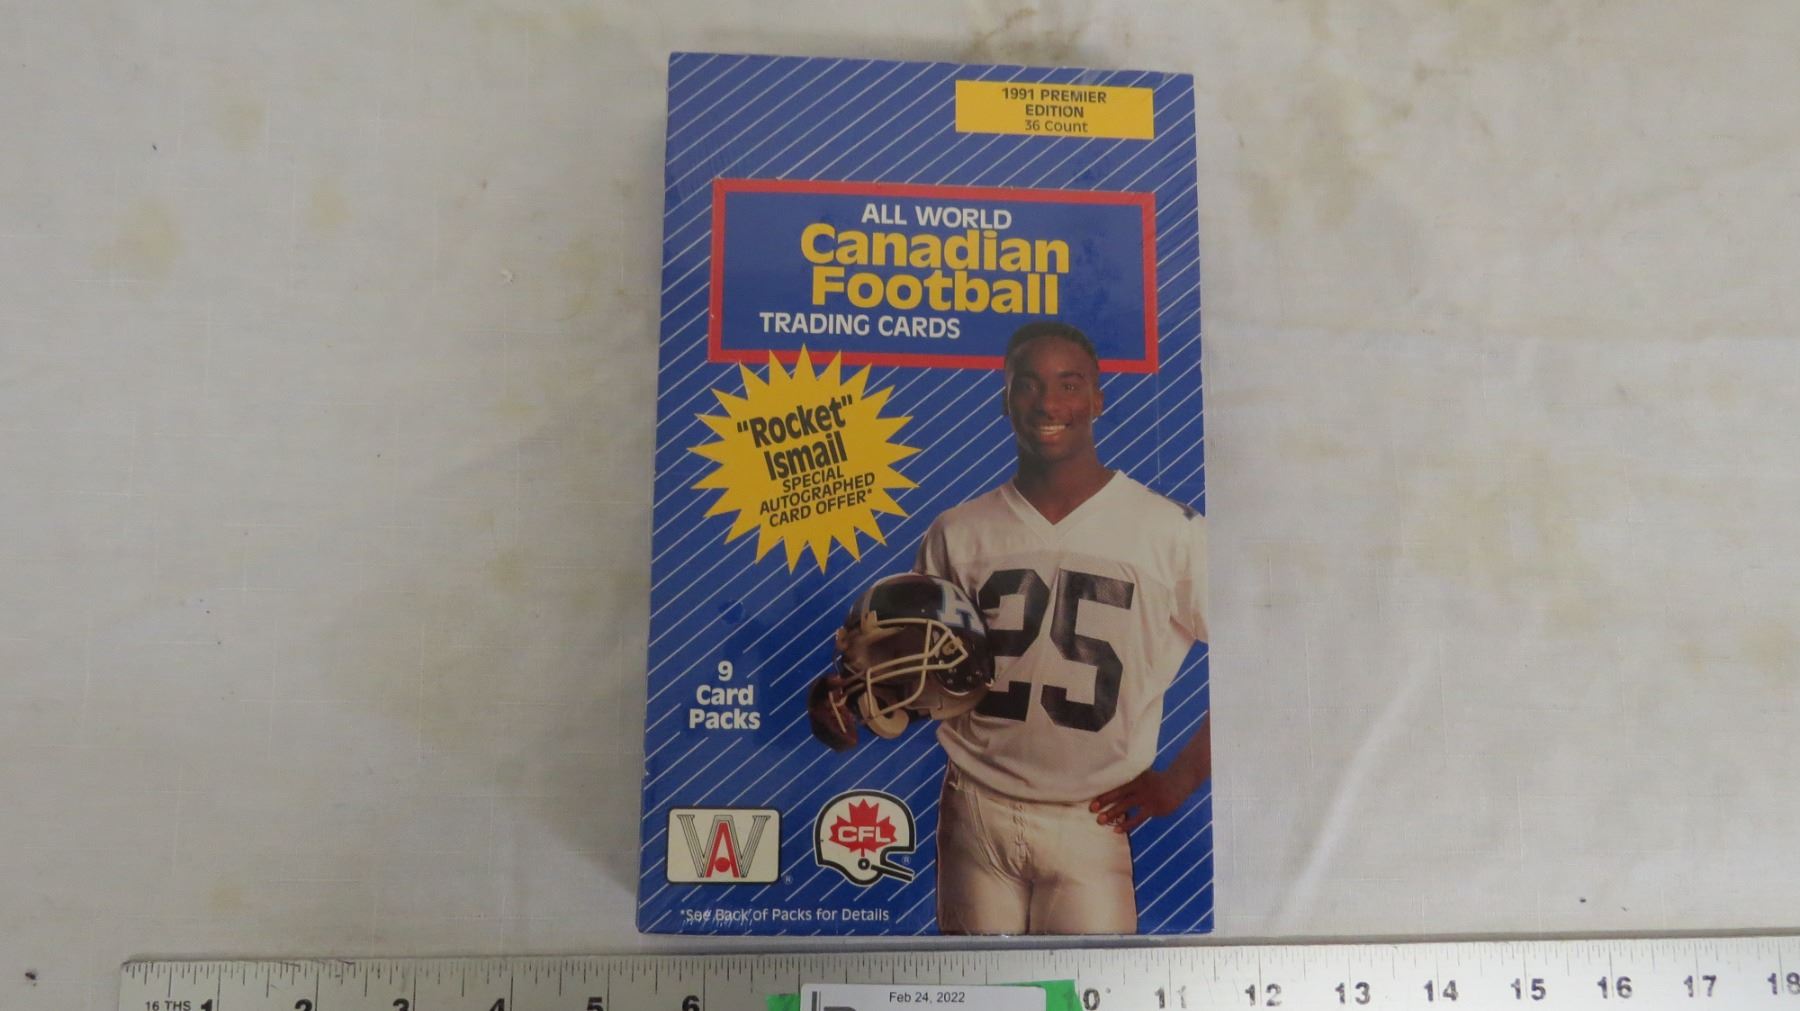 1991 PREMIER
EDITION
36 Count
ALL WORLD
Canadian
Football
TRADING CARDS
"Rocket"
Ismail
SPECIAL
AUTOGRAPHED
CARD OFFER*
25
H
9
Card
Packs
WA
®
CFL
®
*See Back of Packs for Details
16 THS 1 2 3 4 5 6 0 11 12 13 14 15 16 17 18
Feb 24, 2022